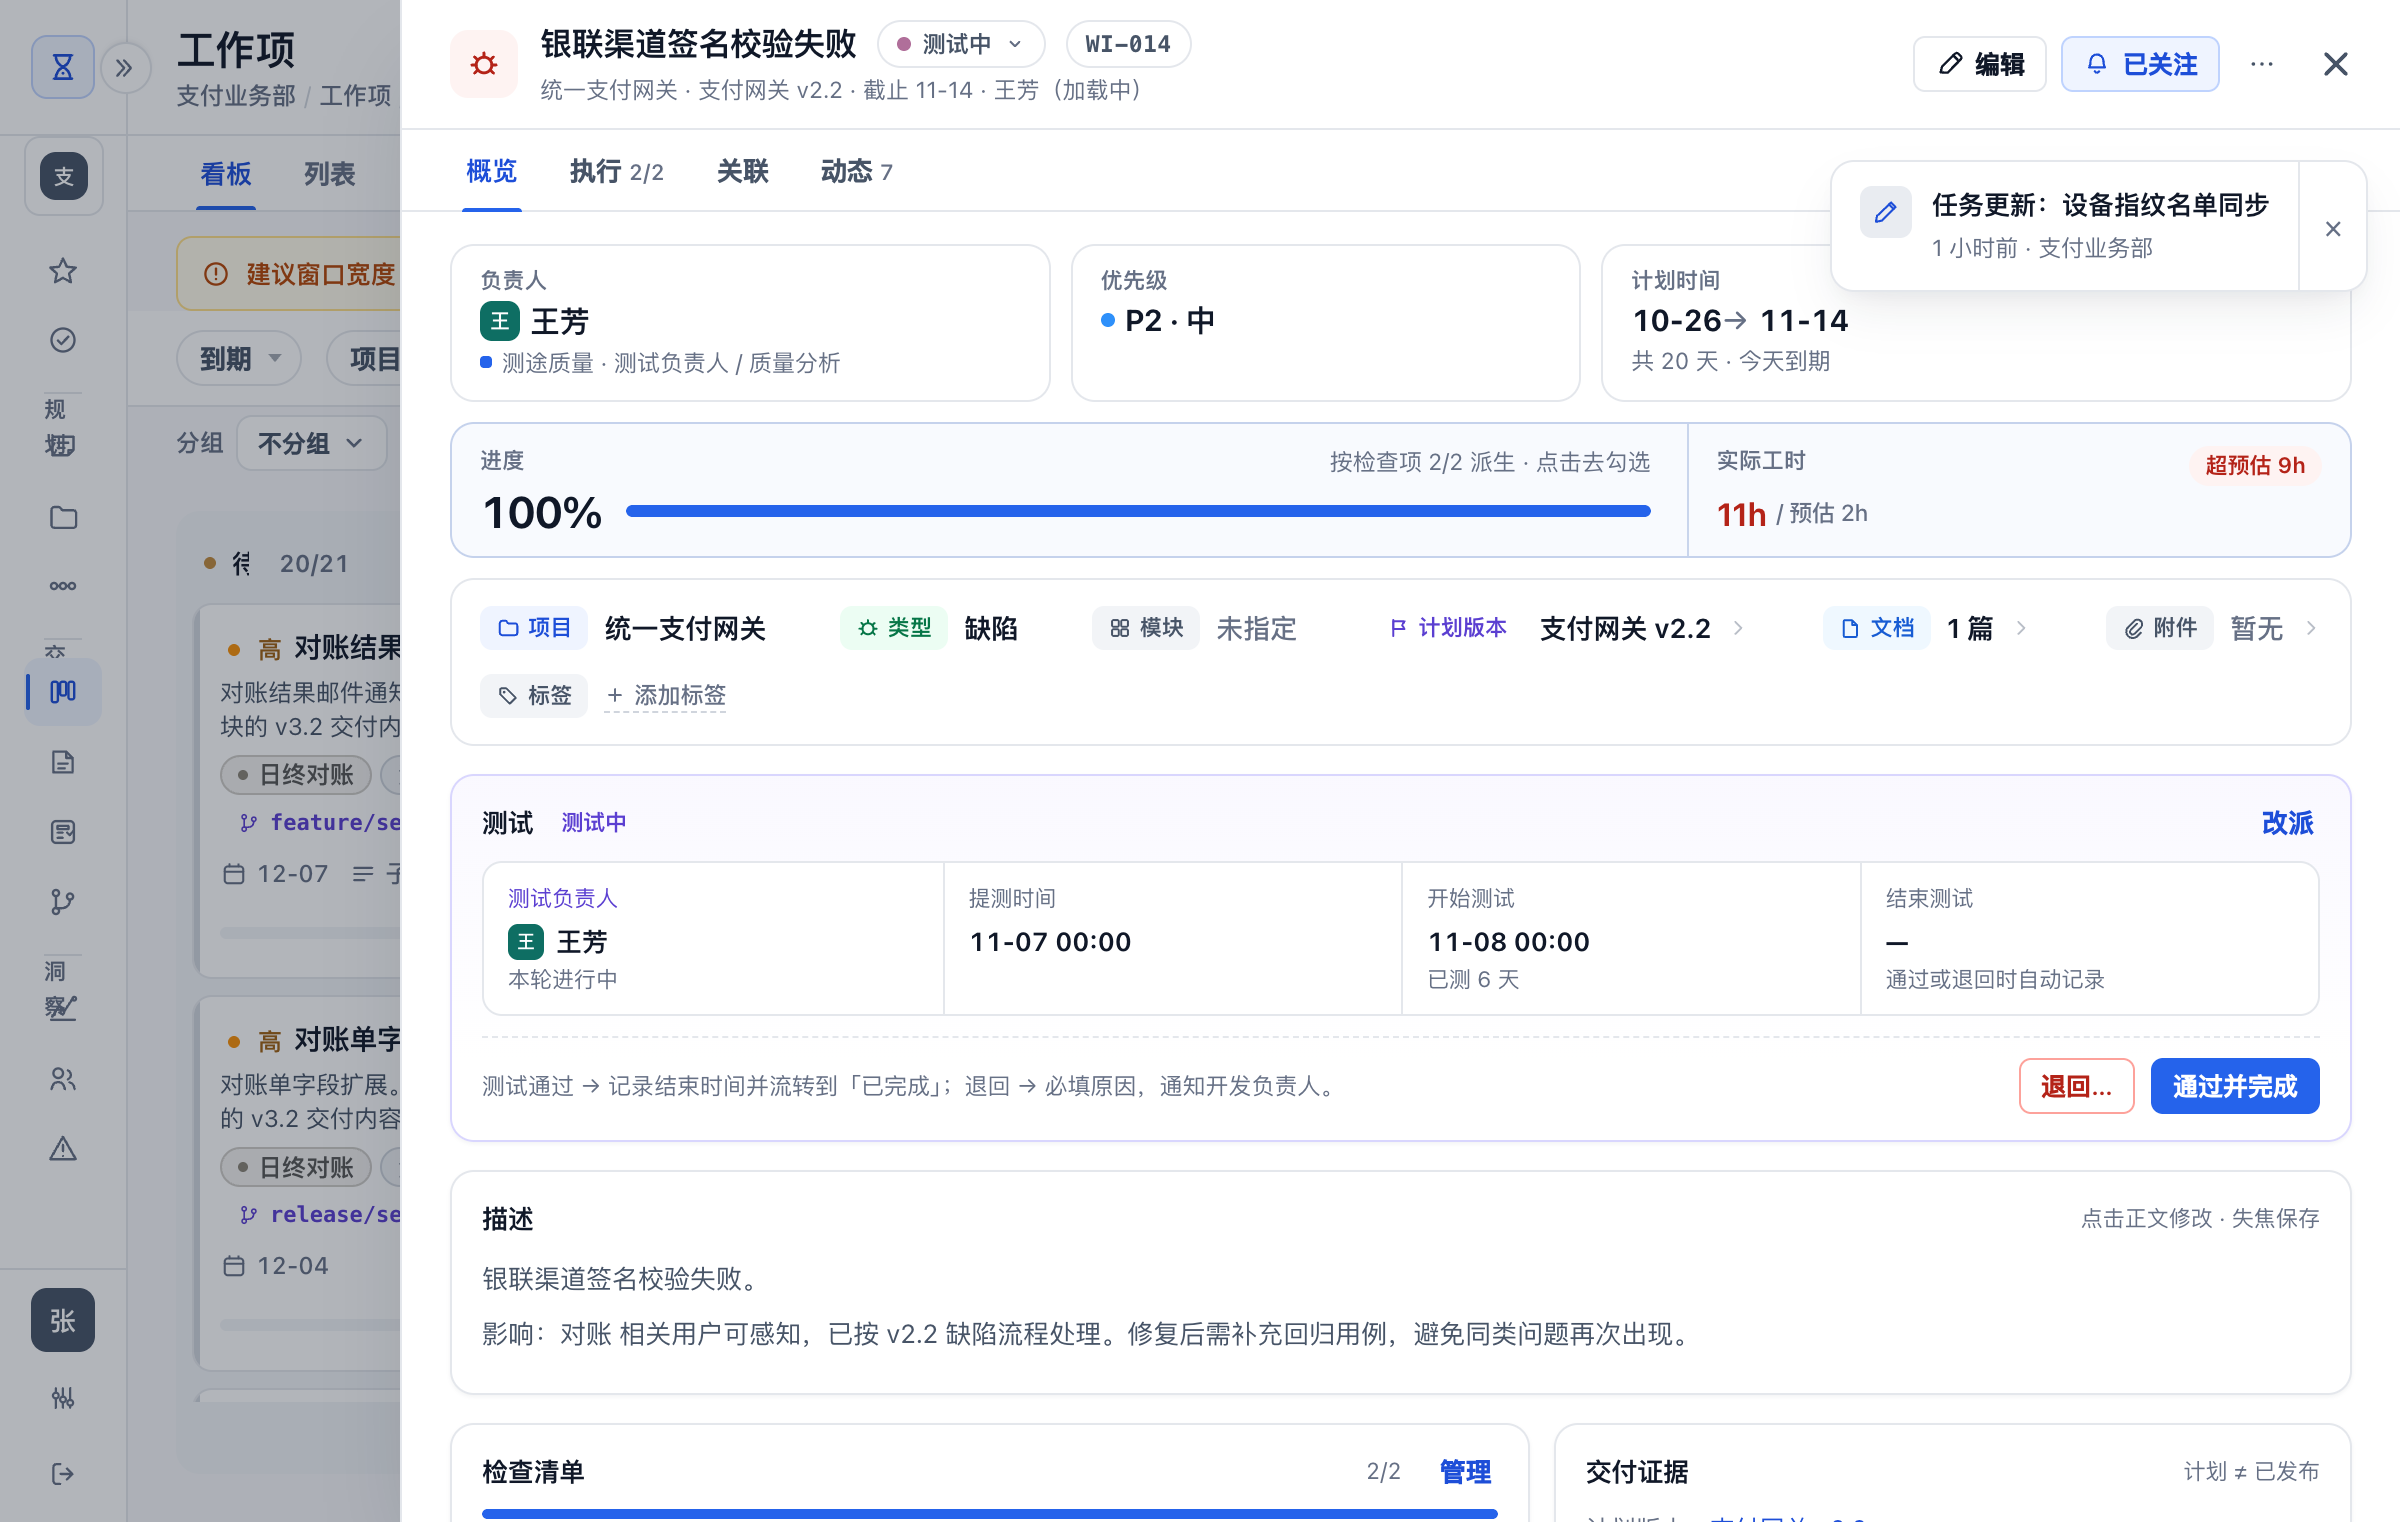 工作项
支付业务部 / 工作项
支
规
划
交
洞
察
张
看板 列表
建议窗口宽度
到期 项目
分组 不分组
20/21
高 对账结果
对账结果邮件通知
块的 v3.2 交付内
日终对账
feature/se
12-07
高 对账单字
对账单字段扩展。
的 v3.2 交付内容
日终对账
release/se
12-04
银联渠道签名校验失败 测试中 WI-014
统一支付网关 · 支付网关 v2.2 · 截止 11-14 · 王芳（加载中）
编辑 已关注
概览 执行 2/2 关联 动态 7
任务更新：设备指纹名单同步
1 小时前 · 支付业务部
负责人
王 王芳
测途质量 · 测试负责人 / 质量分析
优先级
P2 · 中
计划时间
10-26→ 11-14
共 20 天 · 今天到期
进度 按检查项 2/2 派生 · 点击去勾选
100%
实际工时 超预估 9h
11h / 预估 2h
项目 统一支付网关 类型 缺陷 模块 未指定 计划版本 支付网关 v2.2 文档 1 篇 附件 暂无
标签 + 添加标签
测试 测试中 改派
测试负责人
王 王芳
本轮进行中
提测时间
11-07 00:00
开始测试
11-08 00:00
已测 6 天
结束测试
—
通过或退回时自动记录
测试通过 → 记录结束时间并流转到「已完成」；退回 → 必填原因，通知开发负责人。
退回... 通过并完成
描述 点击正文修改 · 失焦保存
银联渠道签名校验失败。
影响：对账 相关用户可感知，已按 v2.2 缺陷流程处理。修复后需补充回归用例，避免同类问题再次出现。
检查清单 2/2 管理
交付证据 计划 ≠ 已发布